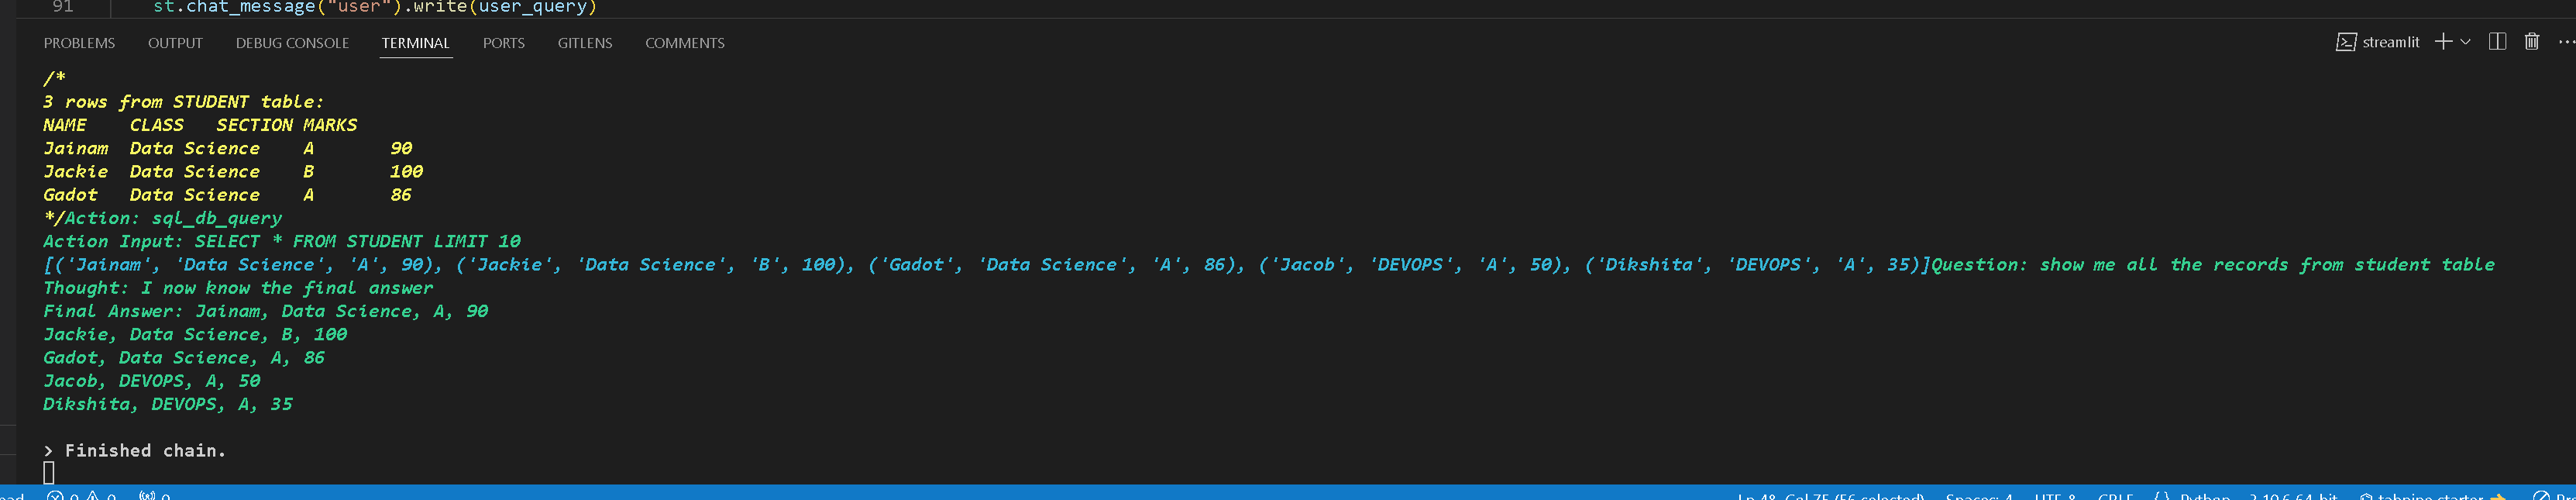 91 st.chat_message("user").write(user_query)
PROBLEMS OUTPUT DEBUG CONSOLE TERMINAL PORTS GITLENS COMMENTS streamlit
/*
3 rows from STUDENT table:
NAME CLASS SECTION MARKS
Jainam Data Science A 90
Jackie Data Science B 100
Gadot Data Science A 86
*/Action: sql_db_query
Action Input: SELECT * FROM STUDENT LIMIT 10
[('Jainam', 'Data Science', 'A', 90), ('Jackie', 'Data Science', 'B', 100), ('Gadot', 'Data Science', 'A', 86), ('Jacob', 'DEVOPS', 'A', 50), ('Dikshita', 'DEVOPS', 'A', 35)]Question: show me all the records from student table
Thought: I now know the final answer
Final Answer: Jainam, Data Science, A, 90
Jackie, Data Science, B, 100
Gadot, Data Science, A, 86
Jacob, DEVOPS, A, 50
Dikshita, DEVOPS, A, 35
> Finished chain.
0 0 0 Ln 48, Col 75 (56 selected) Spaces: 4 UTF-8 CRLF {} Python 3.10.6 64-bit tabnine starter